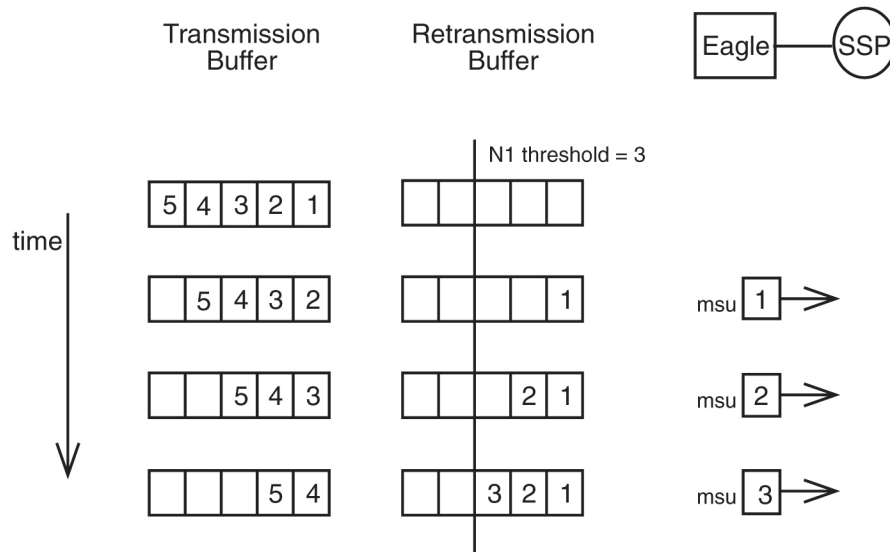 Transmission
Buffer
Retransmission
Buffer
Eagle
SSP
N1 threshold = 3
time
5 4 3 2 1
5 4 3 2
1
msu 1
5 4 3
2 1
msu 2
5 4
3 2 1
msu 3